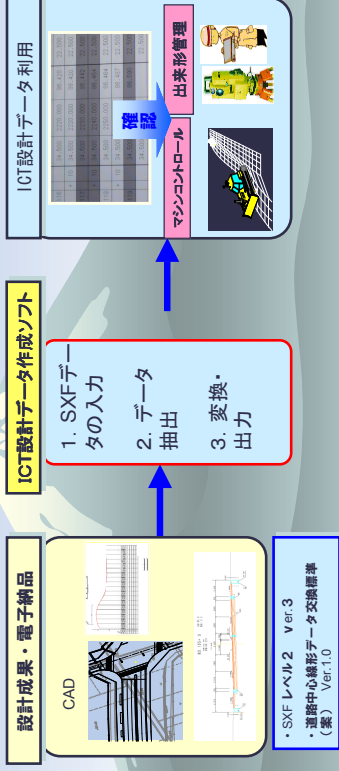 設計成果・電子納品
CAD
・SXF レベル2 ver.3
・道路中心線形データ交換標準
(案) Ver.1.0
ICT設計データ作成ソフト
1. SXFデー
タの入力
2. データ
抽出
3. 変換・
出力
ICT設計データ利用
確認
マシンコントロール
出来形管理